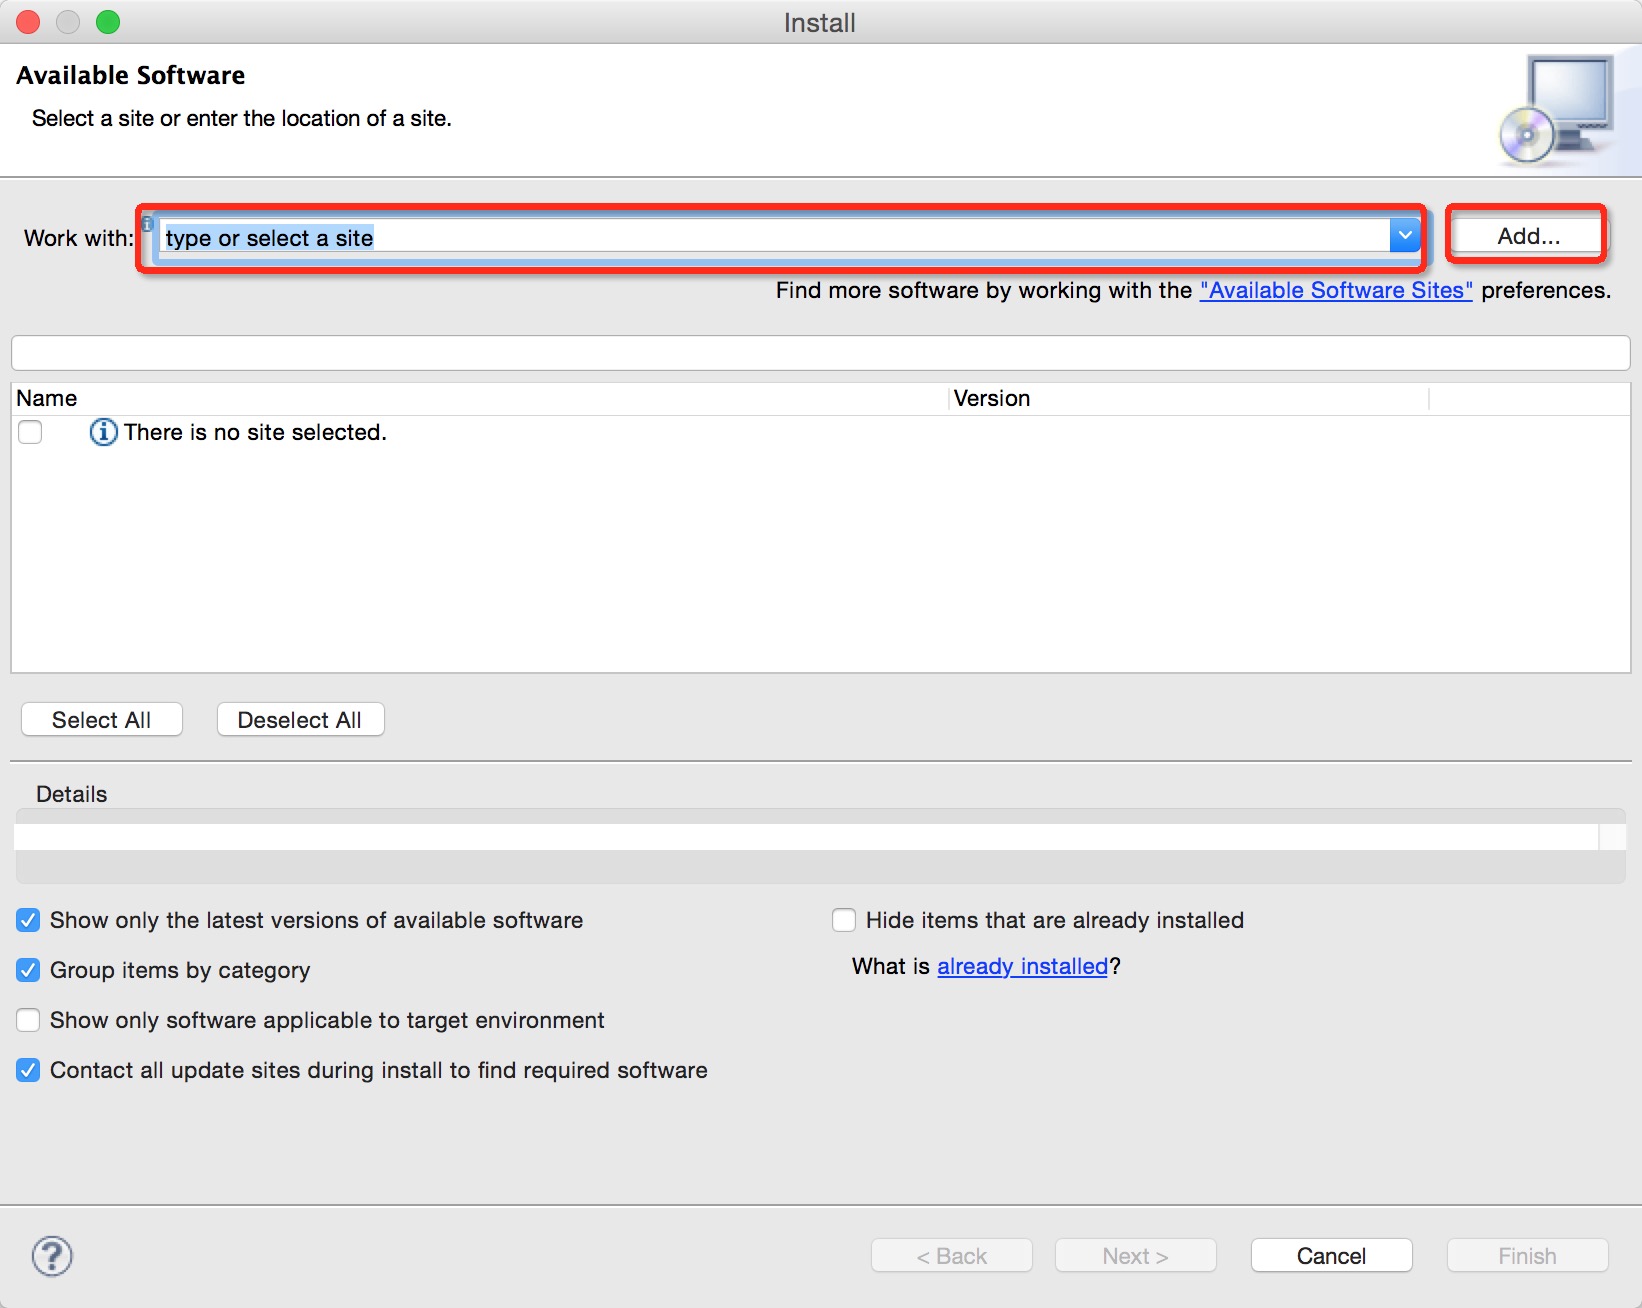 Install
Available Software
Select a site or enter the location of a site.
Work with: type or select a site Add...
Find more software by working with the "Available Software Sites" preferences.
Name Version
There is no site selected.
Select All Deselect All
Details
Show only the latest versions of available software Hide items that are already installed
Group items by category What is already installed?
Show only software applicable to target environment
Contact all update sites during install to find required software
? < Back Next > Cancel Finish